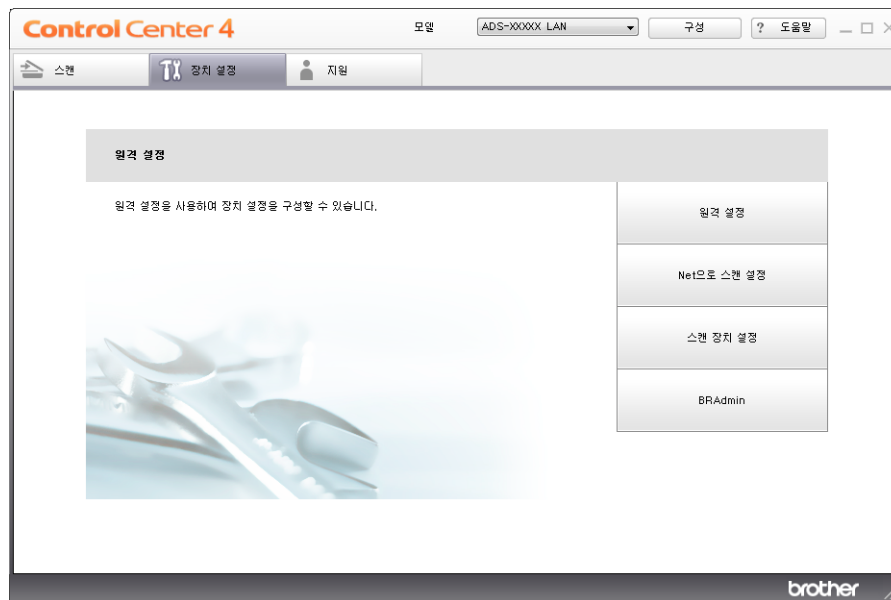 Control Center 4
모델
ADS-XXXXX LAN
구성
? 도움말
스캔
장치 설정
지원
원격 설정
원격 설정을 사용하여 장치 설정을 구성할 수 있습니다.
원격 설정
Net으로 스캔 설정
스캔 장치 설정
BRAdmin
brother